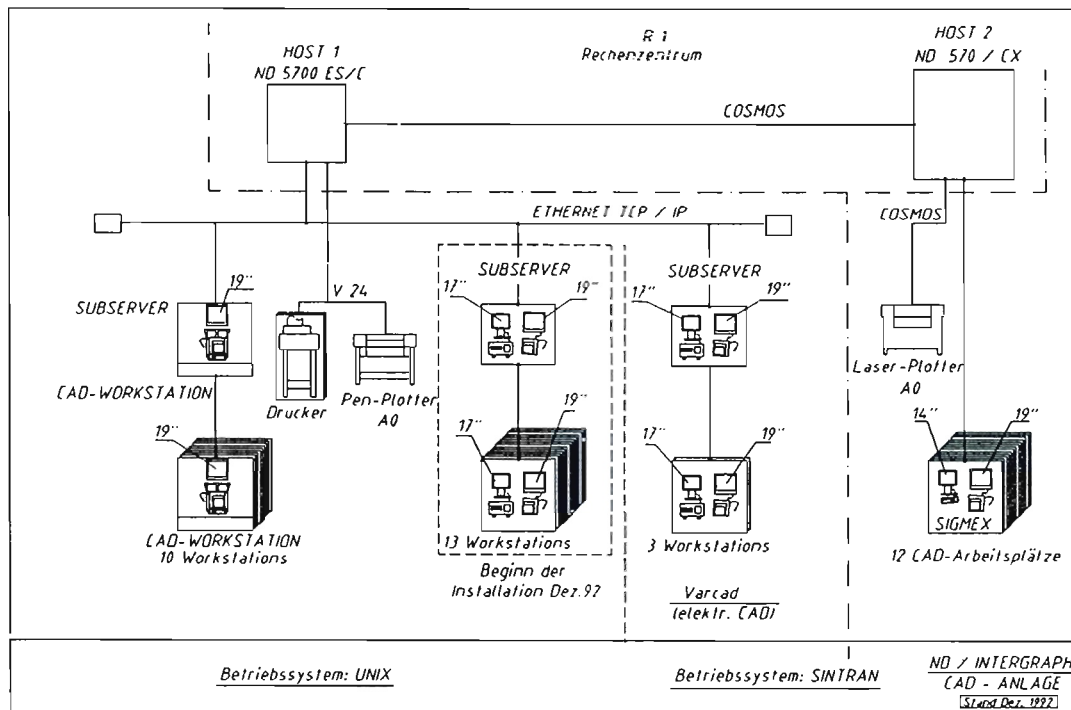 R 1
Rechenzentrum
HOST 1
ND 5700 ES/C
HOST 2
ND 570 / CX
COSMOS
ETHERNET TCP / IP
COSMOS
SUBSERVER
19"
V 24
SUBSERVER
17"
19"
SUBSERVER
17"
19"
CAD-WORKSTATION
Drucker
Pen-Plotter
A0
Laser-Plotter
A0
19"
17"
19"
17"
19"
14"
19"
SIGMEX
CAD-WORKSTATION
10 Workstations
13 Workstations
3 Workstations
12 CAD-Arbeitsplätze
Beginn der
Installation Dez.92
Varcad
(elektr. CAD)
Betriebssystem: UNIX
Betriebssystem: SINTRAN
ND / INTERGRAPH
CAD - ANLAGE
Stand Dez. 1992